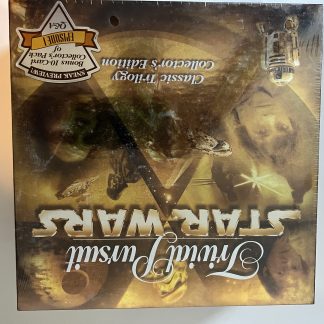 Trivial Pursuit
STAR WARS
Classic Trilogy
Collector's Edition
SNEAK PREVIEW!
Bonus 10-Card
Collector's Pack
of
EPISODE I
Q&A